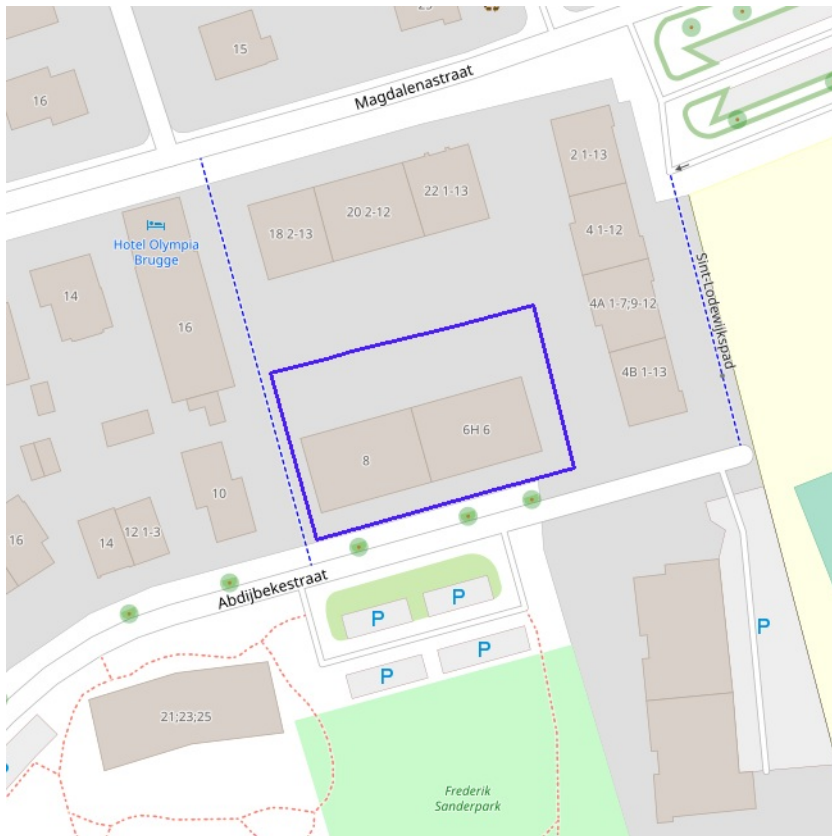 15
16
Magdalenastraat
2 1-13
22 1-13
20 2-12
18 2-13
4 1-12
Hotel Olympia
Brugge
14
16
4A 1-7;9-12
Sint-Lodewijkspad
4B 1-13
6H 6
8
10
12 1-3
14
16
Abdijbekestraat
P
P
P
P
P
21;23;25
Frederik
Sanderpark